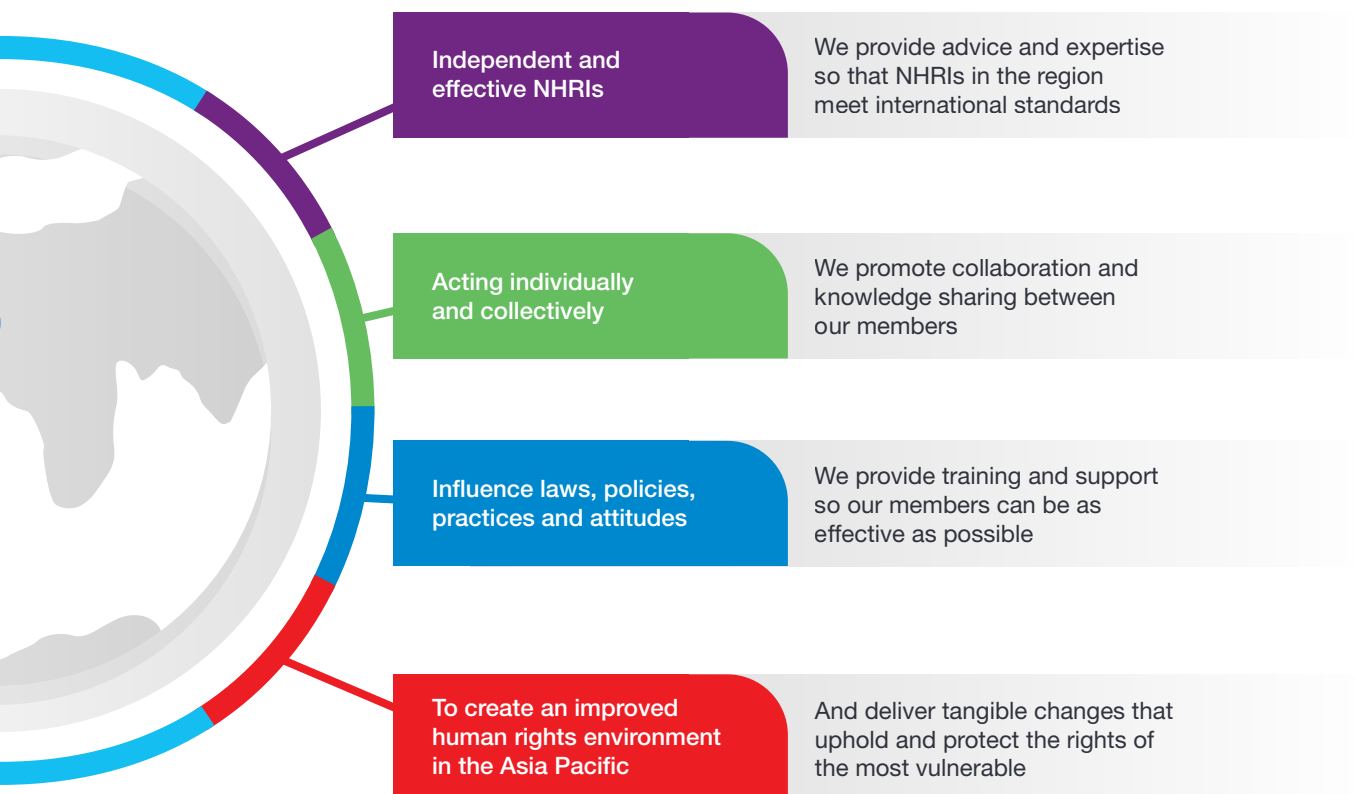 Independent and
effective NHRIs
We provide advice and expertise
so that NHRIs in the region
meet international standards
Acting individually
and collectively
We promote collaboration and
knowledge sharing between
our members
Influence laws, policies,
practices and attitudes
We provide training and support
so our members can be as
effective as possible
To create an improved
human rights environment
in the Asia Pacific
And deliver tangible changes that
uphold and protect the rights of
the most vulnerable